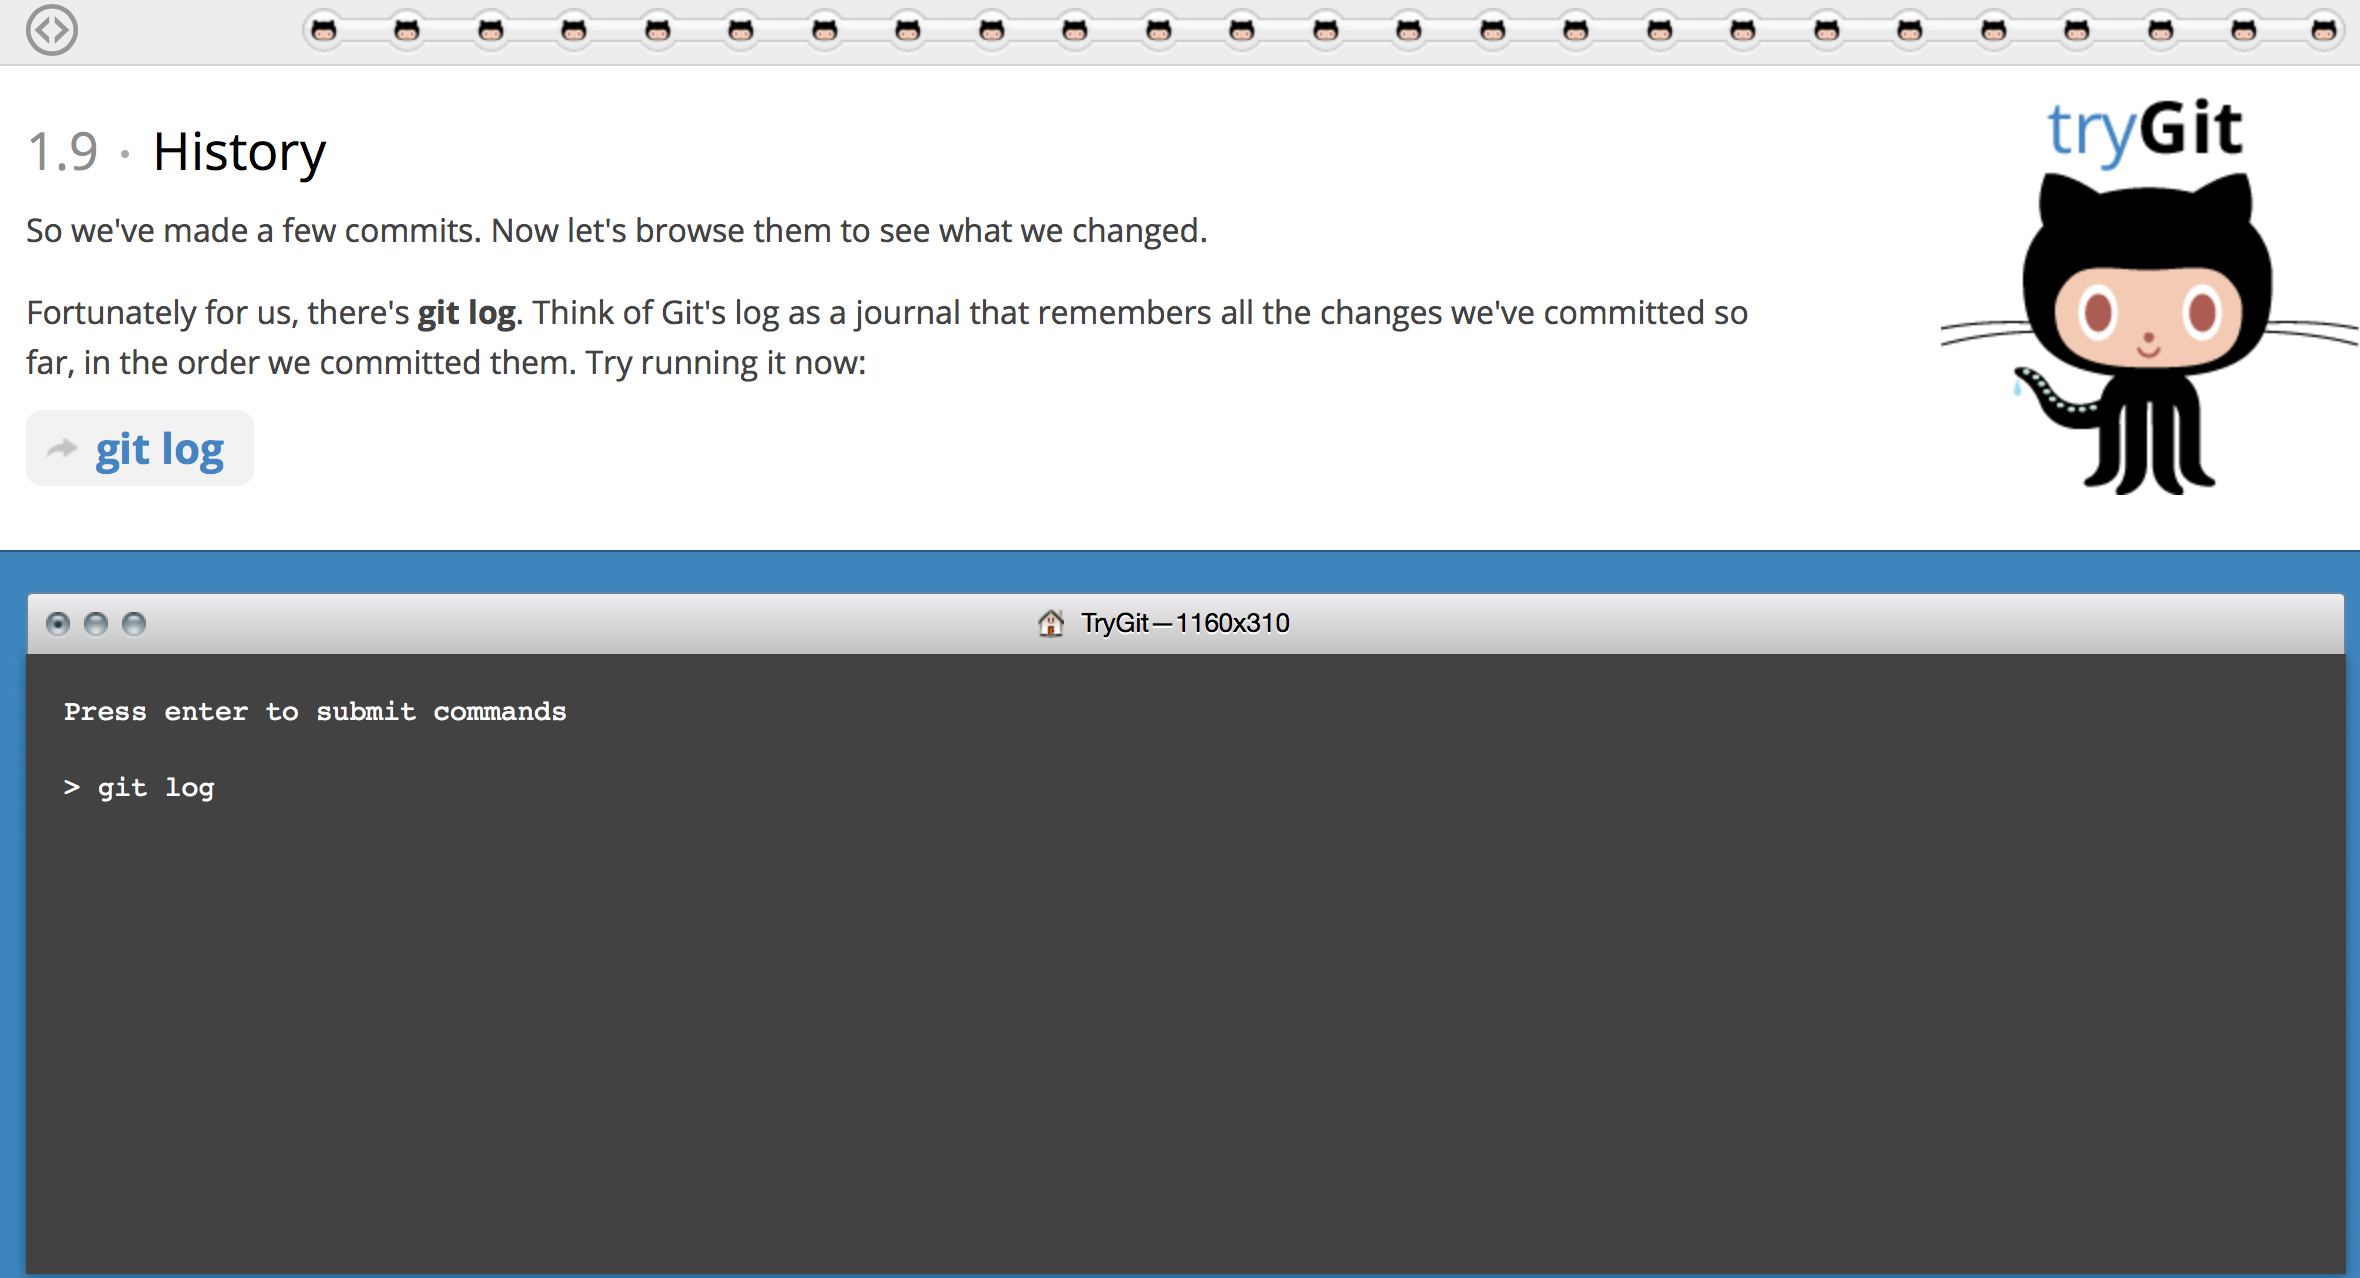 1.9 · History
tryGit
So we've made a few commits. Now let's browse them to see what we changed.
Fortunately for us, there's git log. Think of Git's log as a journal that remembers all the changes we've committed so
far, in the order we committed them. Try running it now:
git log
TryGit — 1160x310
Press enter to submit commands
> git log